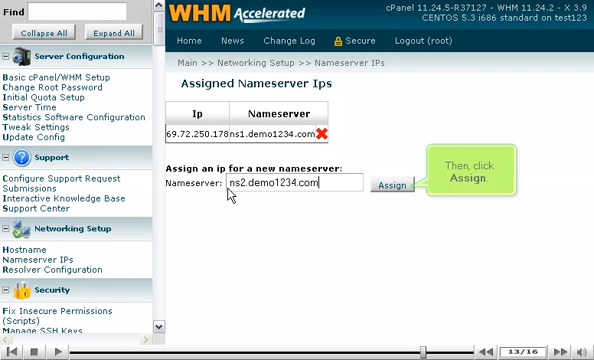 Find
Collapse All
Expand All
Server Configuration
Basic cPanel/WHM Setup
Change Root Password
Initial Quota Setup
Server Time
Statistics Software Configuration
Tweak Settings
Update Config
Support
Configure Support Request
Submissions
Interactive Knowledge Base
Support Center
Networking Setup
Hostname
Nameserver IPs
Resolver Configuration
Security
Fix Insecure Permissions
(Scripts)
Manage SSH Keys
WHM Accelerated
cPanel 11.24.5-R37127 - WHM 11.24.2 - X 3.9
CENTOS 5.3 i686 standard on test123
Home News Change Log Secure Logout (root)
Main >> Networking Setup >> Nameserver IPs
Assigned Nameserver Ips
Ip Nameserver
69.72.250.178 ns1.demo1234.com
Assign an ip for a new nameserver:
Nameserver: ns2.demo1234.com Assign
Then, click
Assign.
13/16